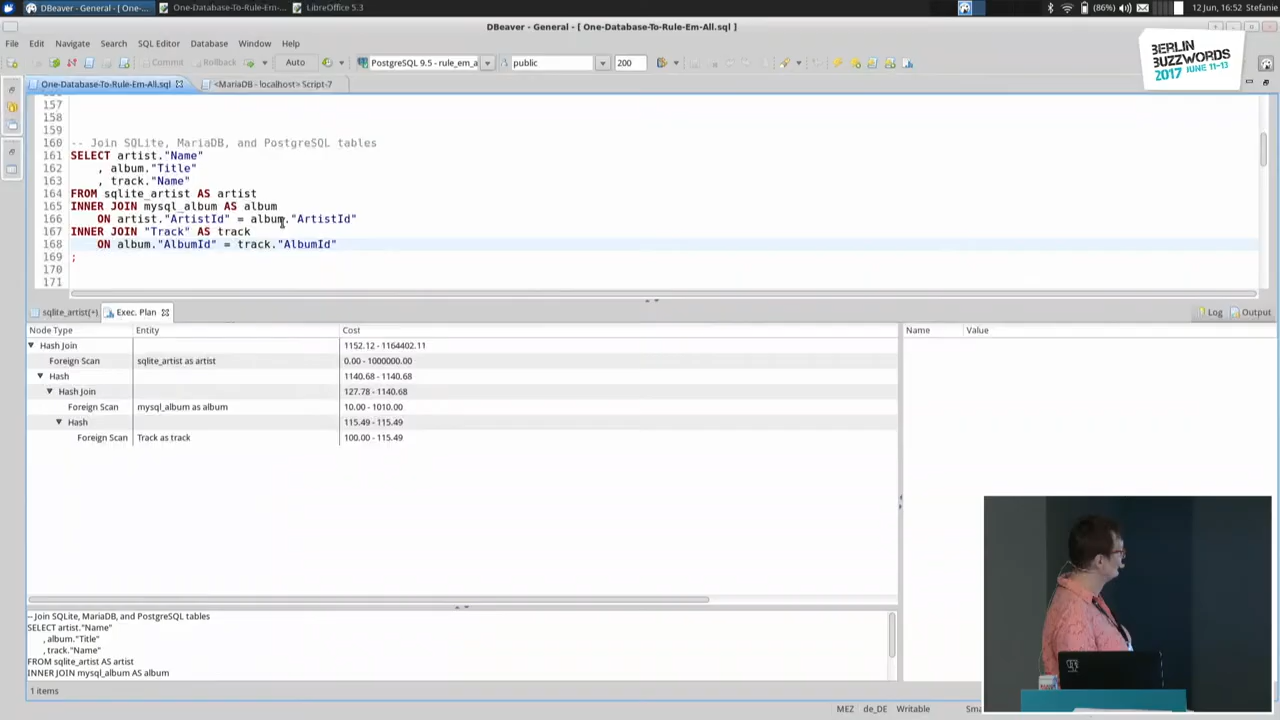 DBeaver - General - [ One-...
One-Database-To-Rule-Em-...
LibreOffice 5.3
(86%)
12 Jun, 16:52 Stefanie
DBeaver - General - [ One-Database-To-Rule-Em-All.sql ]
File Edit Navigate Search SQL Editor Database Window Help
Commit Rollback Auto PostgreSQL 9.5 - rule_em_a public 200
BERLIN
BUZZWORDS
2017 JUNE 11-13
One-Database-To-Rule-Em-All.sql
<MariaDB - localhost> Script-7
157
158
159
160 -- Join SQLite, MariaDB, and PostgreSQL tables
161 SELECT artist."Name"
162 , album."Title"
163 , track."Name"
164 FROM sqlite_artist AS artist
165 INNER JOIN mysql_album AS album
166 ON artist."ArtistId" = album."ArtistId"
167 INNER JOIN "Track" AS track
168 ON album."AlbumId" = track."AlbumId"
169 ;
170
171
sqlite_artist(+) Exec. Plan Log Output
Node Type Entity Cost Name Value
Hash Join 1152.12 - 1164402.11
Foreign Scan sqlite_artist as artist 0.00 - 1000000.00
Hash 1140.68 - 1140.68
Hash Join 127.78 - 1140.68
Foreign Scan mysql_album as album 10.00 - 1010.00
Hash 115.49 - 115.49
Foreign Scan Track as track 100.00 - 115.49
-- Join SQLite, MariaDB, and PostgreSQL tables
SELECT artist."Name"
, album."Title"
, track."Name"
FROM sqlite_artist AS artist
INNER JOIN mysql_album AS album
1 items
MEZ de_DE Writable